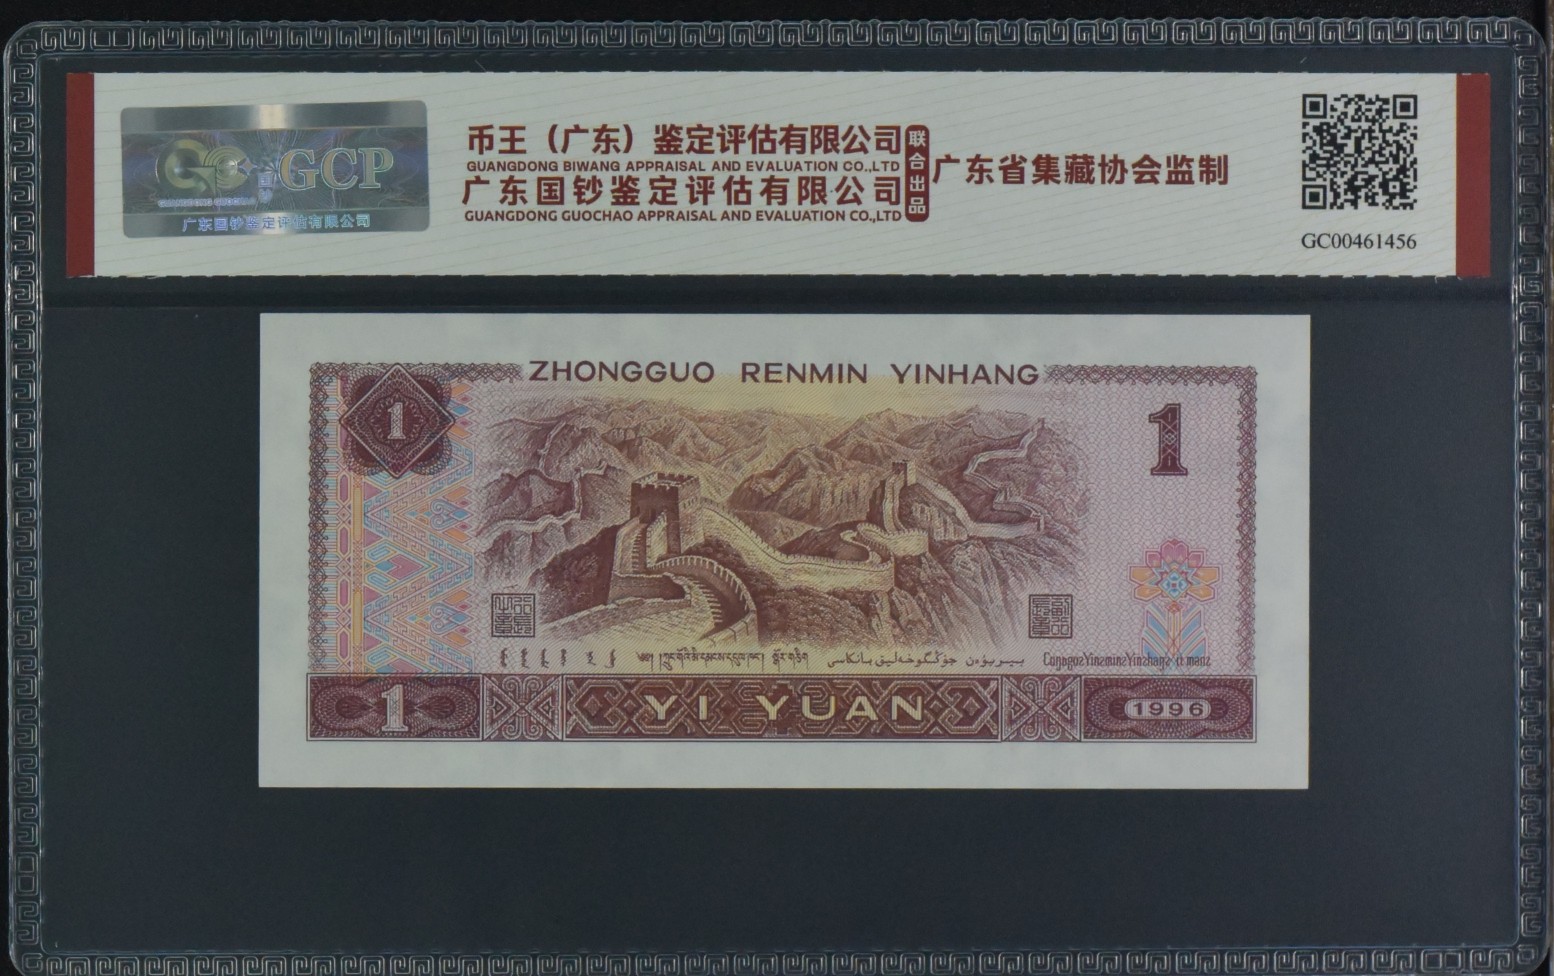 GCP
广东国钞鉴定评估有限公司
币王（广东）鉴定评估有限公司
GUANGDONG BIWANG APPRAISAL AND EVALUATION CO.,LTD
广东国钞鉴定评估有限公司
GUANGDONG GUOCHAO APPRAISAL AND EVALUATION CO.,LTD
联合出品
广东省集藏协会监制
GC00461456
ZHONGGUO RENMIN YINHANG
1
1
بىيربۋەن جۇڭگوخەلىق بانكاسى
1
YI YUAN
1996